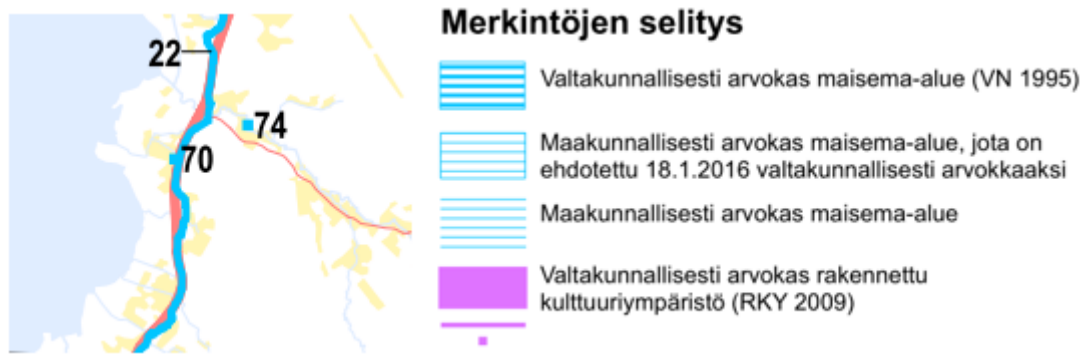 22
74
70
Merkintöjen selitys
Valtakunnallisesti arvokas maisema-alue (VN 1995)
Maakunnallisesti arvokas maisema-alue, jota on
ehdotettu 18.1.2016 valtakunnallisesti arvokkaaksi
Maakunnallisesti arvokas maisema-alue
Valtakunnallisesti arvokas rakennettu
kulttuuriympäristö (RKY 2009)